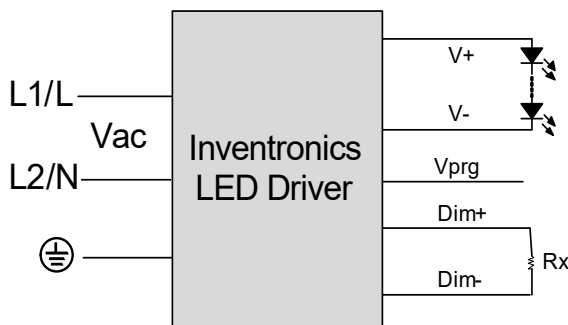 L1/L
Vac
L2/N
Inventronics
LED Driver
V+
V-
Vprg
Dim+
Rx
Dim-